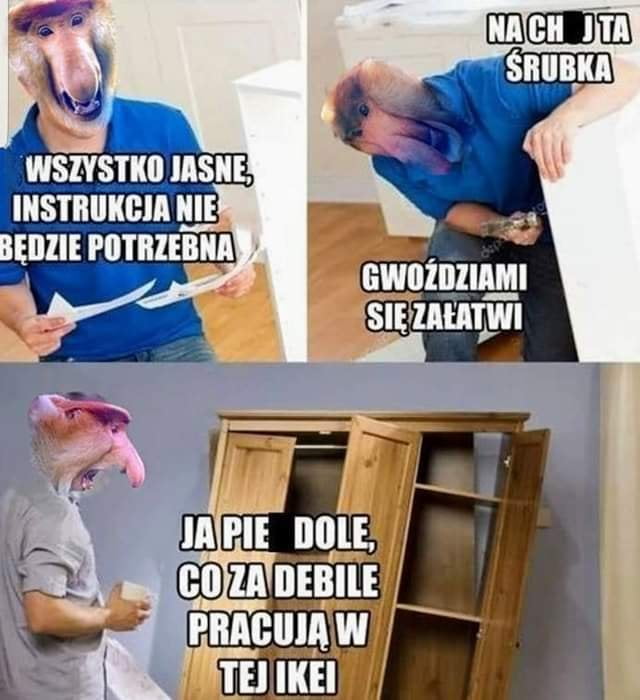 WSZYSTKO JASNE,
INSTRUKCJA NIE
BĘDZIE POTRZEBNA
NA CH JTA
ŚRUBKA
GWOŹDZIAMI
SIĘ ZAŁATWI
JA PIE DOLE,
CO ZA DEBILE
PRACUJĄ W
TEJ IKEI